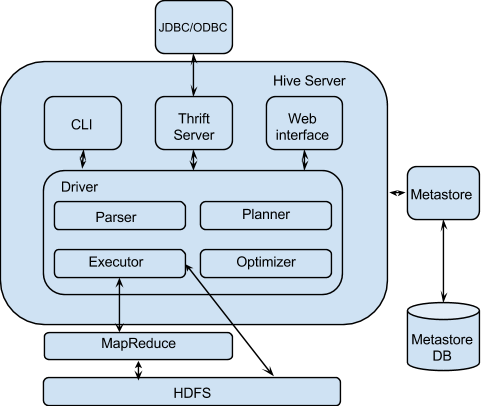 JDBC/ODBC
Hive Server
CLI
Thrift
Server
Web
interface
Driver
Parser
Planner
Executor
Optimizer
Metastore
Metastore
DB
MapReduce
HDFS